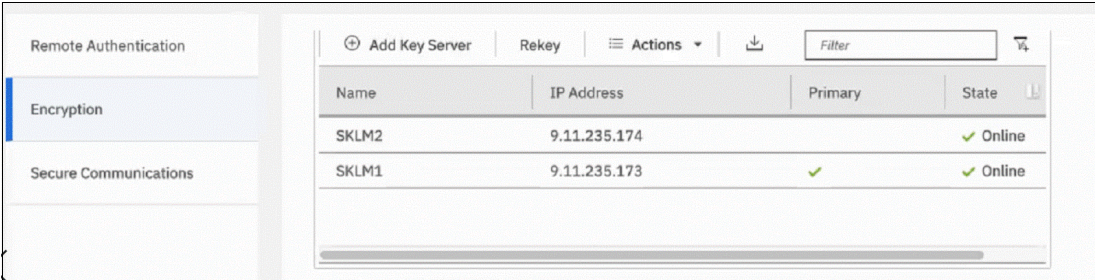 Remote Authentication
Encryption
Secure Communications
Add Key Server Rekey Actions Filter
Name IP Address Primary State
SKLM2 9.11.235.174 Online
SKLM1 9.11.235.173 Online